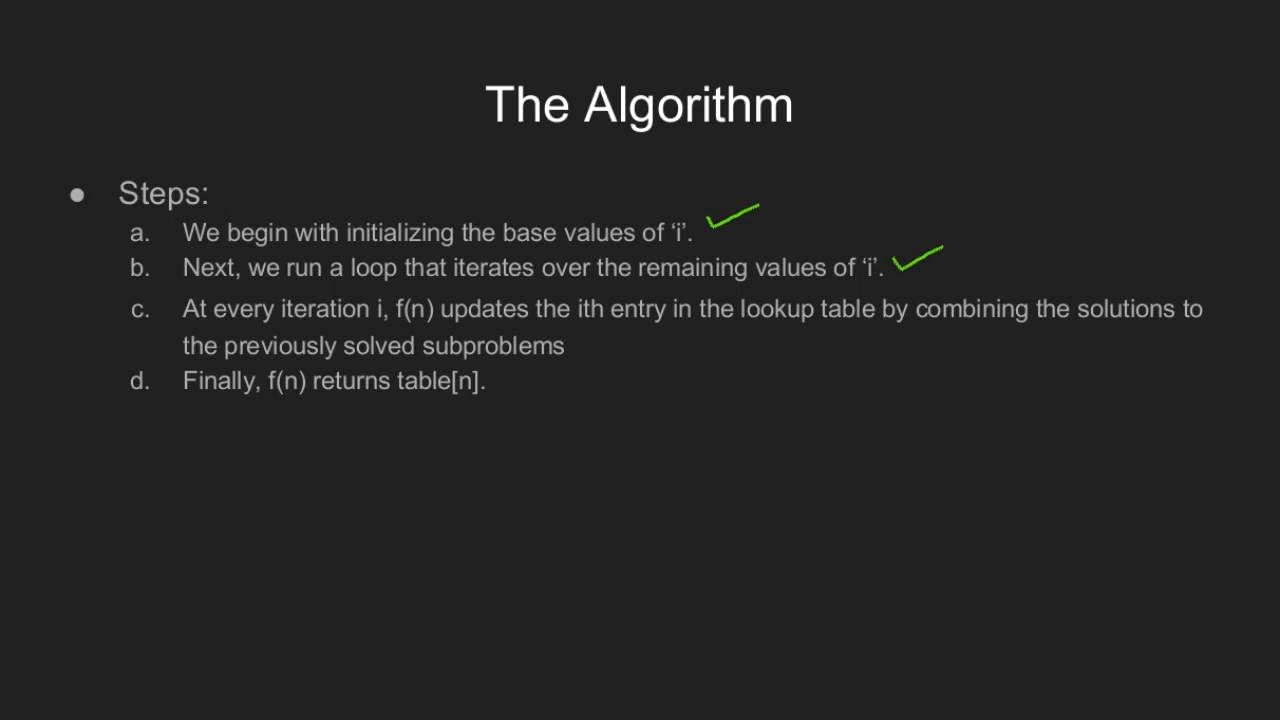 The Algorithm
● Steps:
a. We begin with initializing the base values of ‘i’.
b. Next, we run a loop that iterates over the remaining values of ‘i’.
c. At every iteration i, f(n) updates the ith entry in the lookup table by combining the solutions to
the previously solved subproblems
d. Finally, f(n) returns table[n].